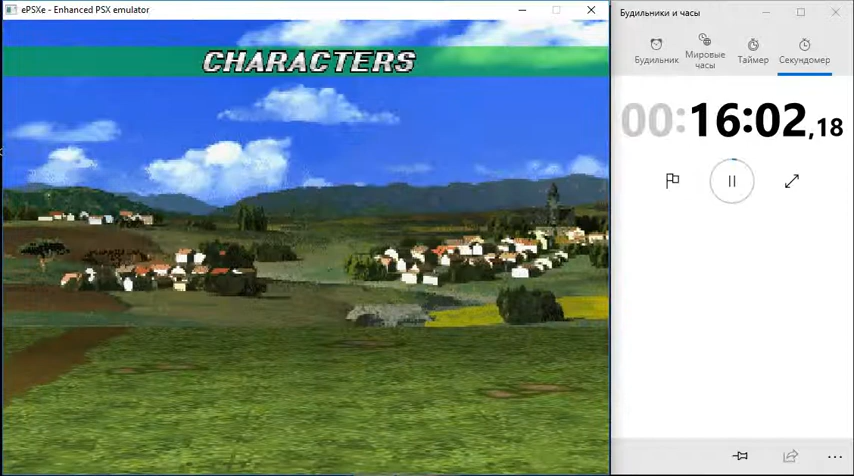 ePSXe - Enhanced PSX emulator
CHARACTERS
Будильники и часы
Будильник
Мировые
часы
Таймер
Секундомер
00:16:02,18